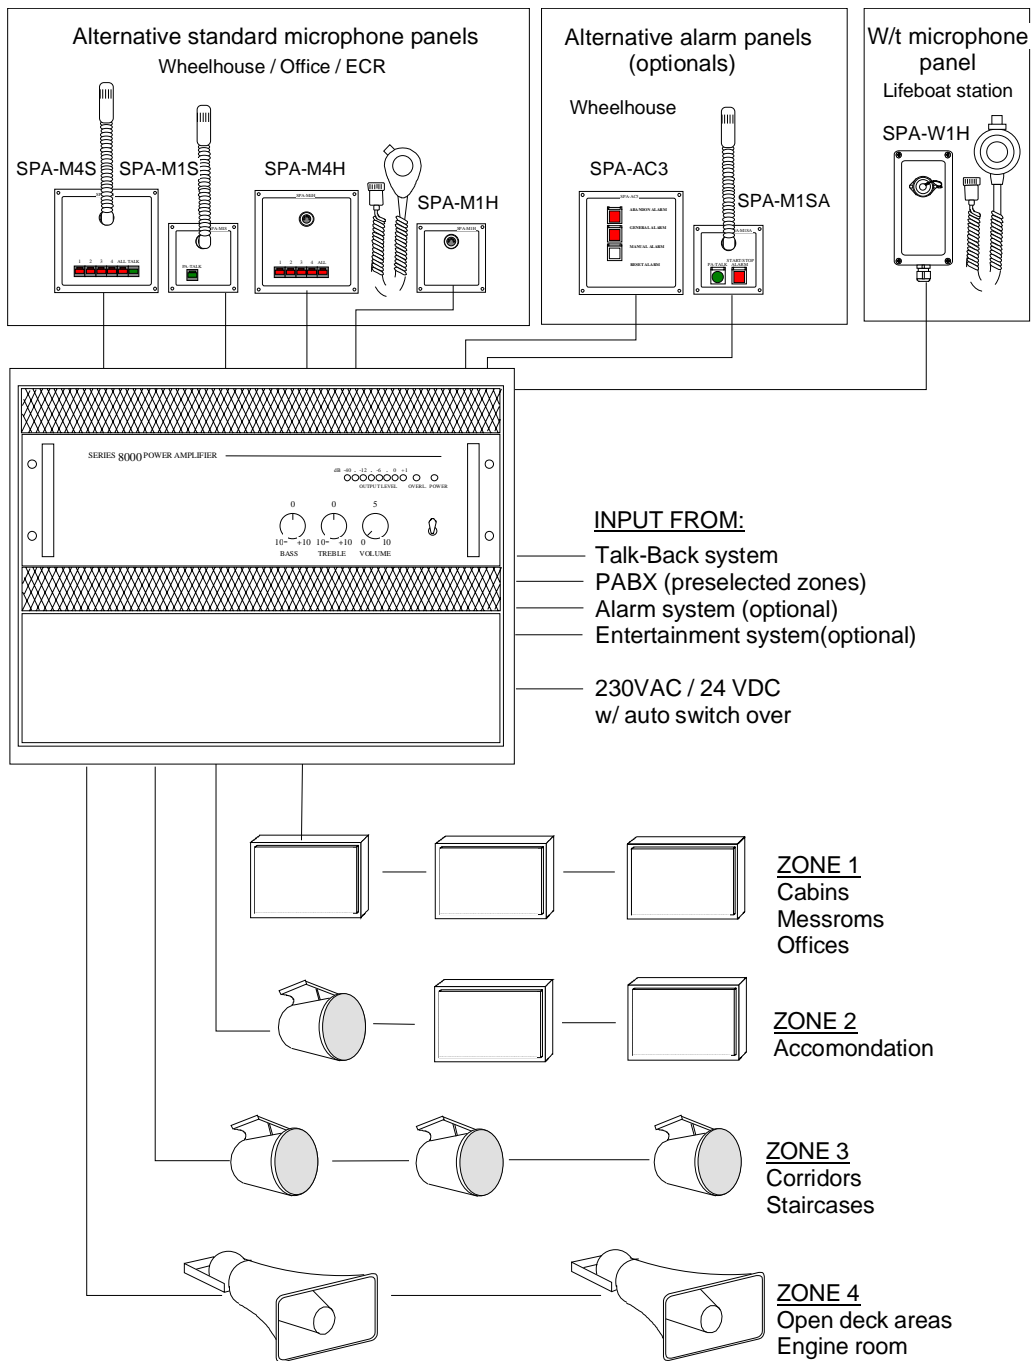 Alternative standard microphone panels
Wheelhouse / Office / ECR
SPA-M4S
SPA-M1S
SPA-M4H
SPA-M1H
1 2 3 4 ALL TALK
PA-TALK
SPA-M4H
1 2 3 4 ALL
SPA-M1H
Alternative alarm panels
(optionals)
Wheelhouse
SPA-AC3
SPA-M1SA
ABANDON ALARM
GENERAL ALARM
MANUAL ALARM
RESET ALARM
PA-TALK
START/STOP
ALARM
W/t microphone
panel
Lifeboat station
SPA-W1H
SERIES 8000 POWER AMPLIFIER
dB -40 . -12 . -6 . 0 +1
OUTPUT LEVEL OVERL. POWER
0 0 5
10- +10 10- +10 0 10
BASS TREBLE VOLUME
INPUT FROM:
Talk-Back system
PABX (preselected zones)
Alarm system (optional)
Entertainment system(optional)
230VAC / 24 VDC
w/ auto switch over
ZONE 1
Cabins
Messroms
Offices
ZONE 2
Accomondation
ZONE 3
Corridors
Staircases
ZONE 4
Open deck areas
Engine room